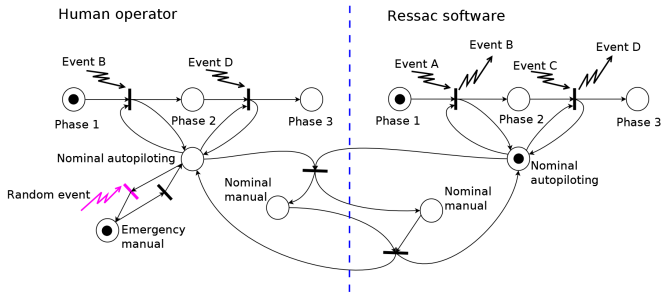 Human operator
Ressac software
Event B
Event D
Event A
Event B
Event C
Event D
Phase 1
Phase 2
Phase 3
Phase 1
Phase 2
Phase 3
Nominal autopiloting
Nominal
autopiloting
Random event
Nominal
manual
Nominal
manual
Emergency
manual